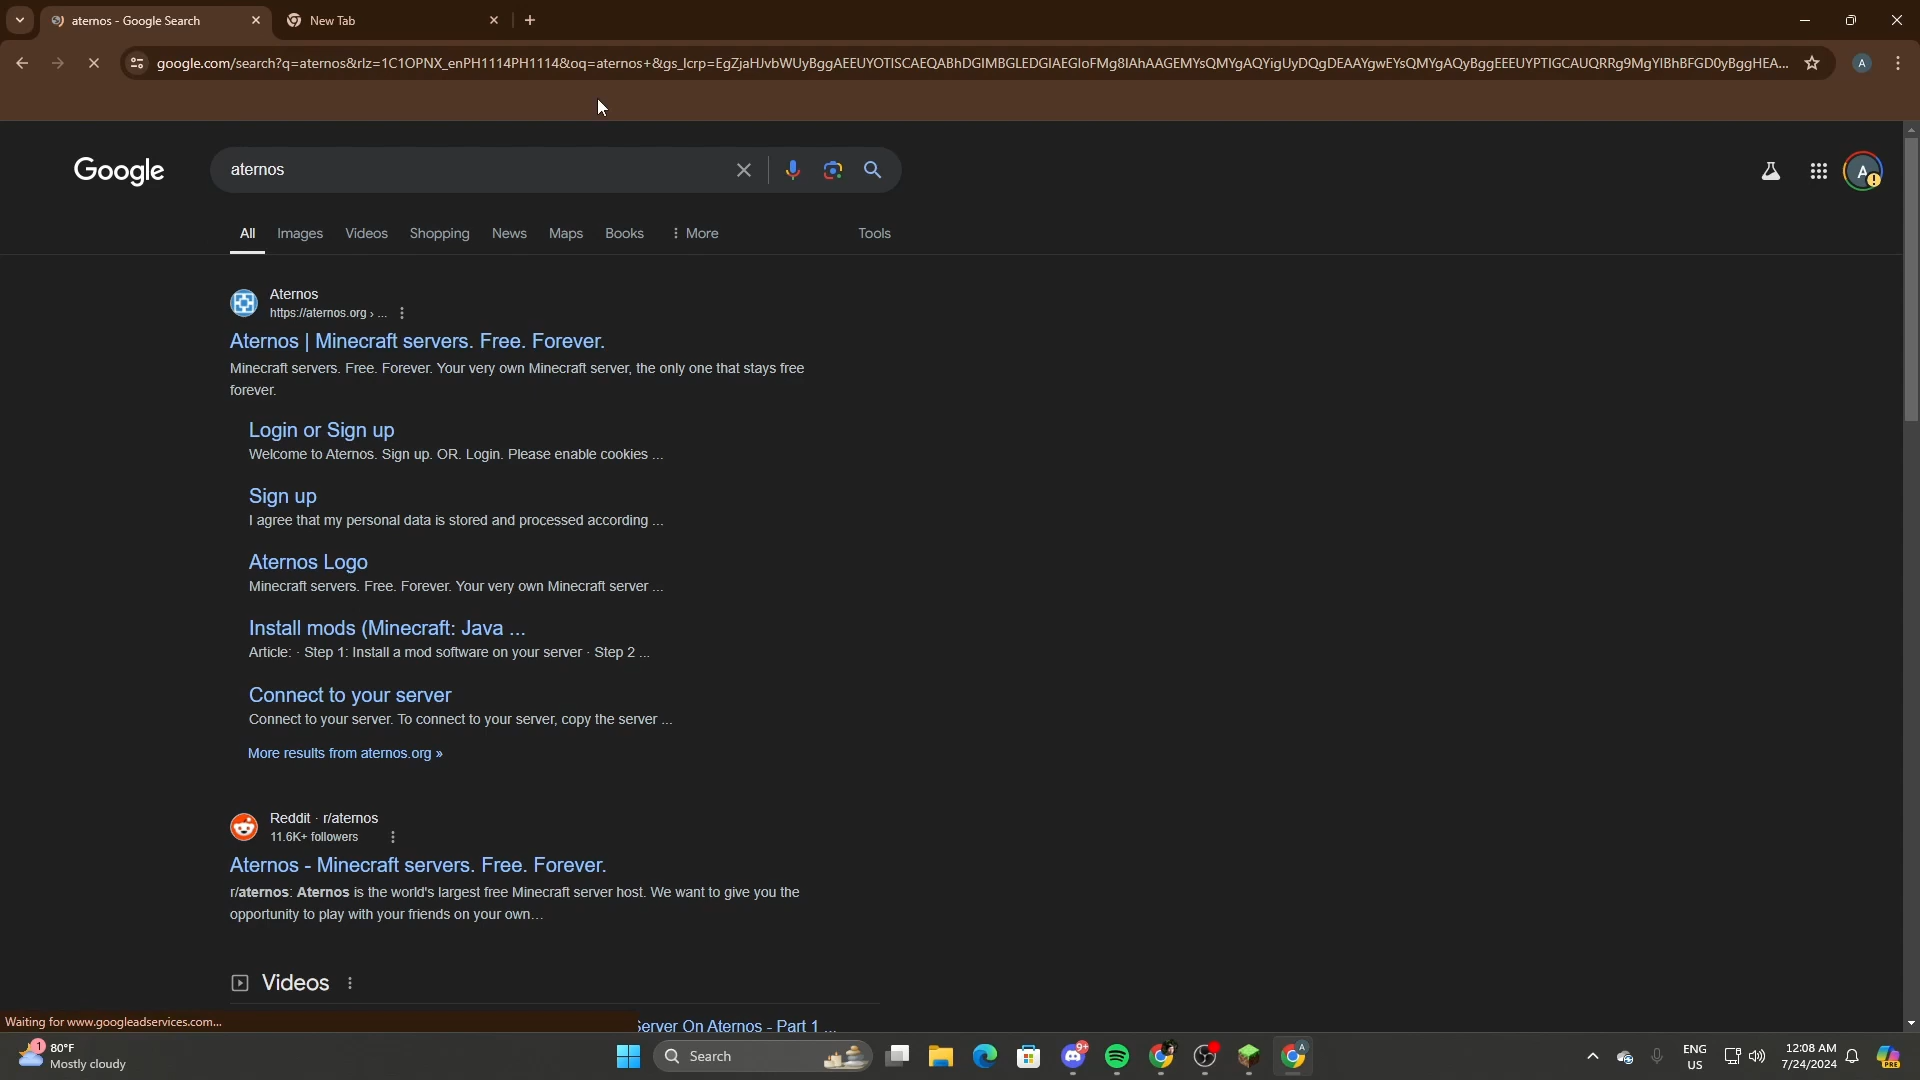 aternos - Google Search
New Tab
google.com/search?q=aternos&rlz=1C1OPNX_enPH1114PH1114&oq=aternos+&gs_lcrp=EgZjaHJvbWUyBggAEEUYOTISCAEQABhDGIMBGLEDGIAEGIoFMg8IAhAAGEMYsQMYgAQYigUyDQgDEAAYgwEYsQMYgAQyBggEEEUYPTIGCAUQRRg9MgYIBhBFGD0yBggHEA...
A
Google
aternos
A
All
Images
Videos
Shopping
News
Maps
Books
More
Tools
Aternos
https://aternos.org › ...
Aternos | Minecraft servers. Free. Forever.
Minecraft servers. Free. Forever. Your very own Minecraft server, the only one that stays free
forever.
Login or Sign up
Welcome to Aternos. Sign up. OR. Login. Please enable cookies ...
Sign up
I agree that my personal data is stored and processed according ...
Aternos Logo
Minecraft servers. Free. Forever. Your very own Minecraft server ...
Install mods (Minecraft: Java ...
Article: · Step 1: Install a mod software on your server · Step 2 ...
Connect to your server
Connect to your server. To connect to your server, copy the server ...
More results from aternos.org »
Reddit · r/aternos
11.6K+ followers
Aternos - Minecraft servers. Free. Forever.
r/aternos: Aternos is the world's largest free Minecraft server host. We want to give you the
opportunity to play with your friends on your own...
Videos
Server On Aternos - Part 1 ...
Waiting for www.googleadservices.com...
1
80°F
Mostly cloudy
Search
9+
A
ENG
US
12:08 AM
7/24/2024
PRE